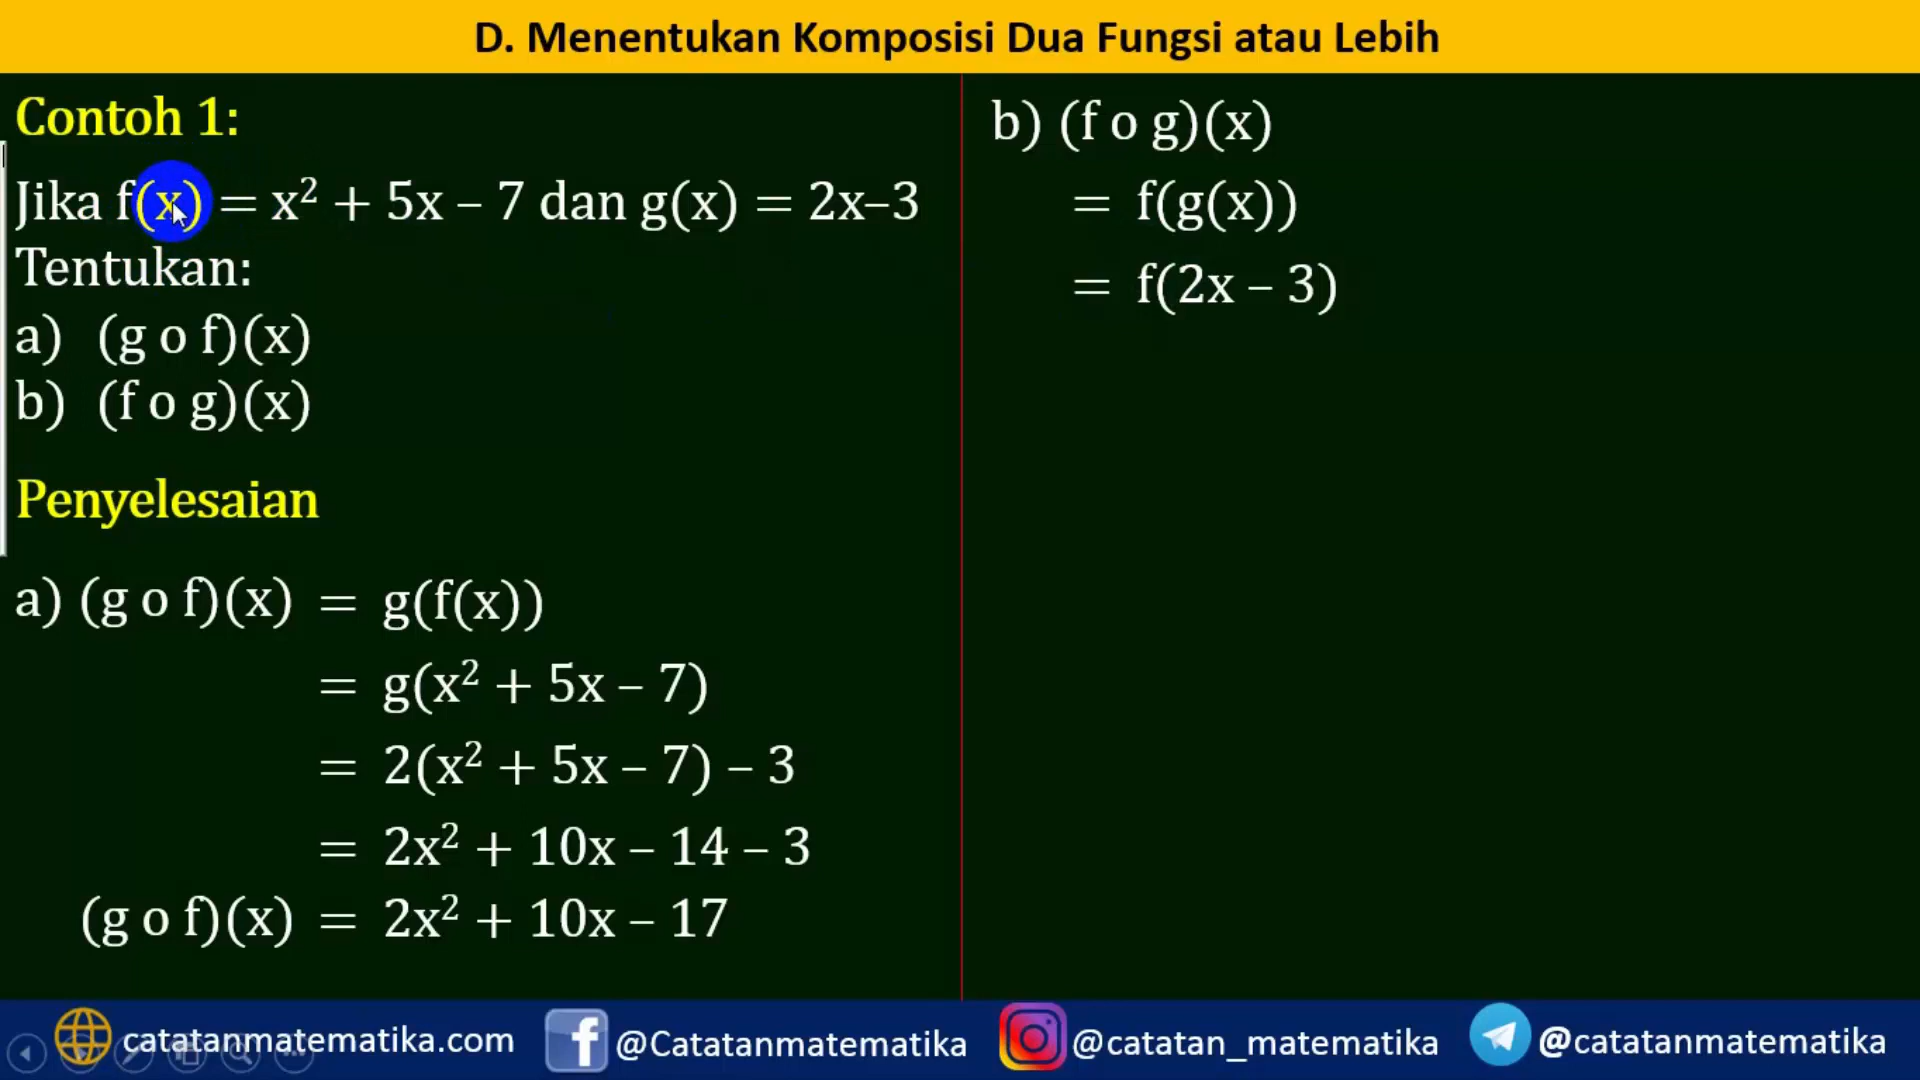 D. Menentukan Komposisi Dua Fungsi atau Lebih
Contoh 1:
Jika f(x) = x² + 5x – 7 dan g(x) = 2x–3
Tentukan:
a) (g o f)(x)
b) (f o g)(x)
Penyelesaian
a) (g o f)(x) = g(f(x))
= g(x² + 5x – 7)
= 2(x² + 5x – 7) – 3
= 2x² + 10x – 14 – 3
(g o f)(x) = 2x² + 10x – 17
b) (f o g)(x)
= f(g(x))
= f(2x – 3)
catatanmatematika.com
@Catatanmatematika
@catatan_matematika
@catatanmatematika